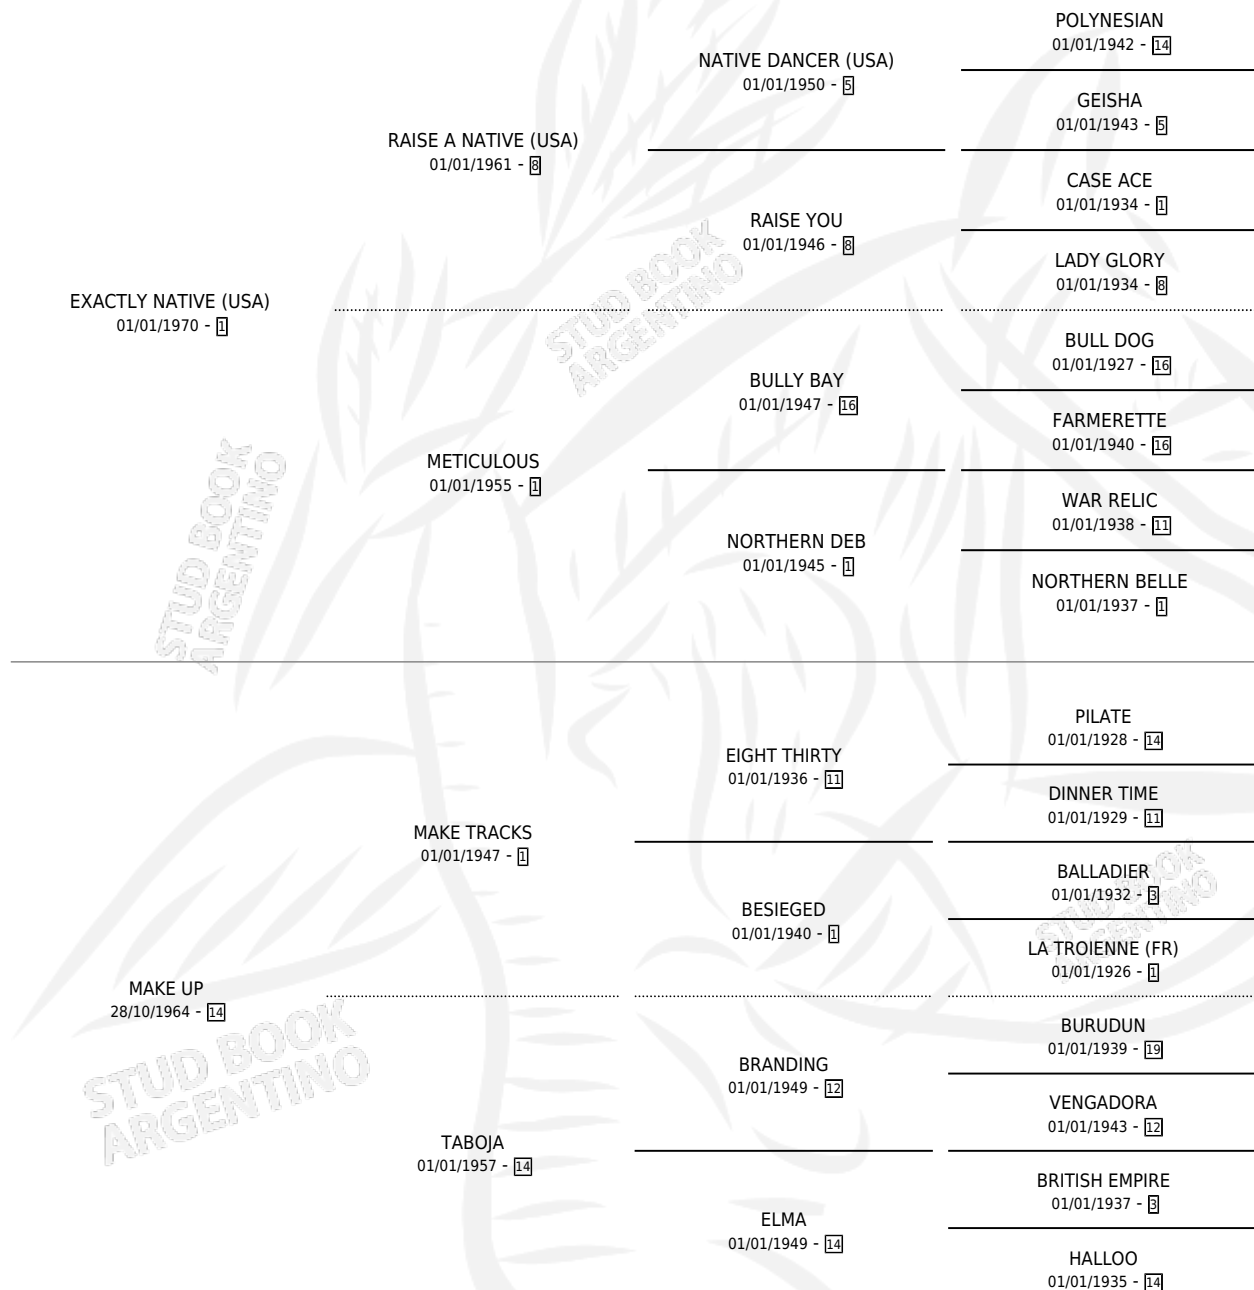 POLYNESIAN
01/01/1942 - 14
NATIVE DANCER (USA)
01/01/1950 - 5
GEISHA
01/01/1943 - 5
RAISE A NATIVE (USA)
01/01/1961 - 8
CASE ACE
01/01/1934 - 1
RAISE YOU
01/01/1946 - 8
LADY GLORY
01/01/1934 - 8
EXACTLY NATIVE (USA)
01/01/1970 - 1
BULL DOG
01/01/1927 - 16
BULLY BAY
01/01/1947 - 16
FARMERETTE
01/01/1940 - 16
METICULOUS
01/01/1955 - 1
WAR RELIC
01/01/1938 - 11
NORTHERN DEB
01/01/1945 - 1
NORTHERN BELLE
01/01/1937 - 1
PILATE
01/01/1928 - 14
EIGHT THIRTY
01/01/1936 - 11
DINNER TIME
01/01/1929 - 11
MAKE TRACKS
01/01/1947 - 1
BALLADIER
01/01/1932 - 3
BESIEGED
01/01/1940 - 1
LA TROIENNE (FR)
01/01/1926 - 1
MAKE UP
28/10/1964 - 14
BURUDUN
01/01/1939 - 19
BRANDING
01/01/1949 - 12
VENGADORA
01/01/1943 - 12
TABOJA
01/01/1957 - 14
BRITISH EMPIRE
01/01/1937 - 3
ELMA
01/01/1949 - 14
HALLOO
01/01/1935 - 14
STUD BOOK
ARGENTINO
STUD BOOK
ARGENTINO
STUD BOOK
ARGENTINO
STUD BOOK
ARGENTINO